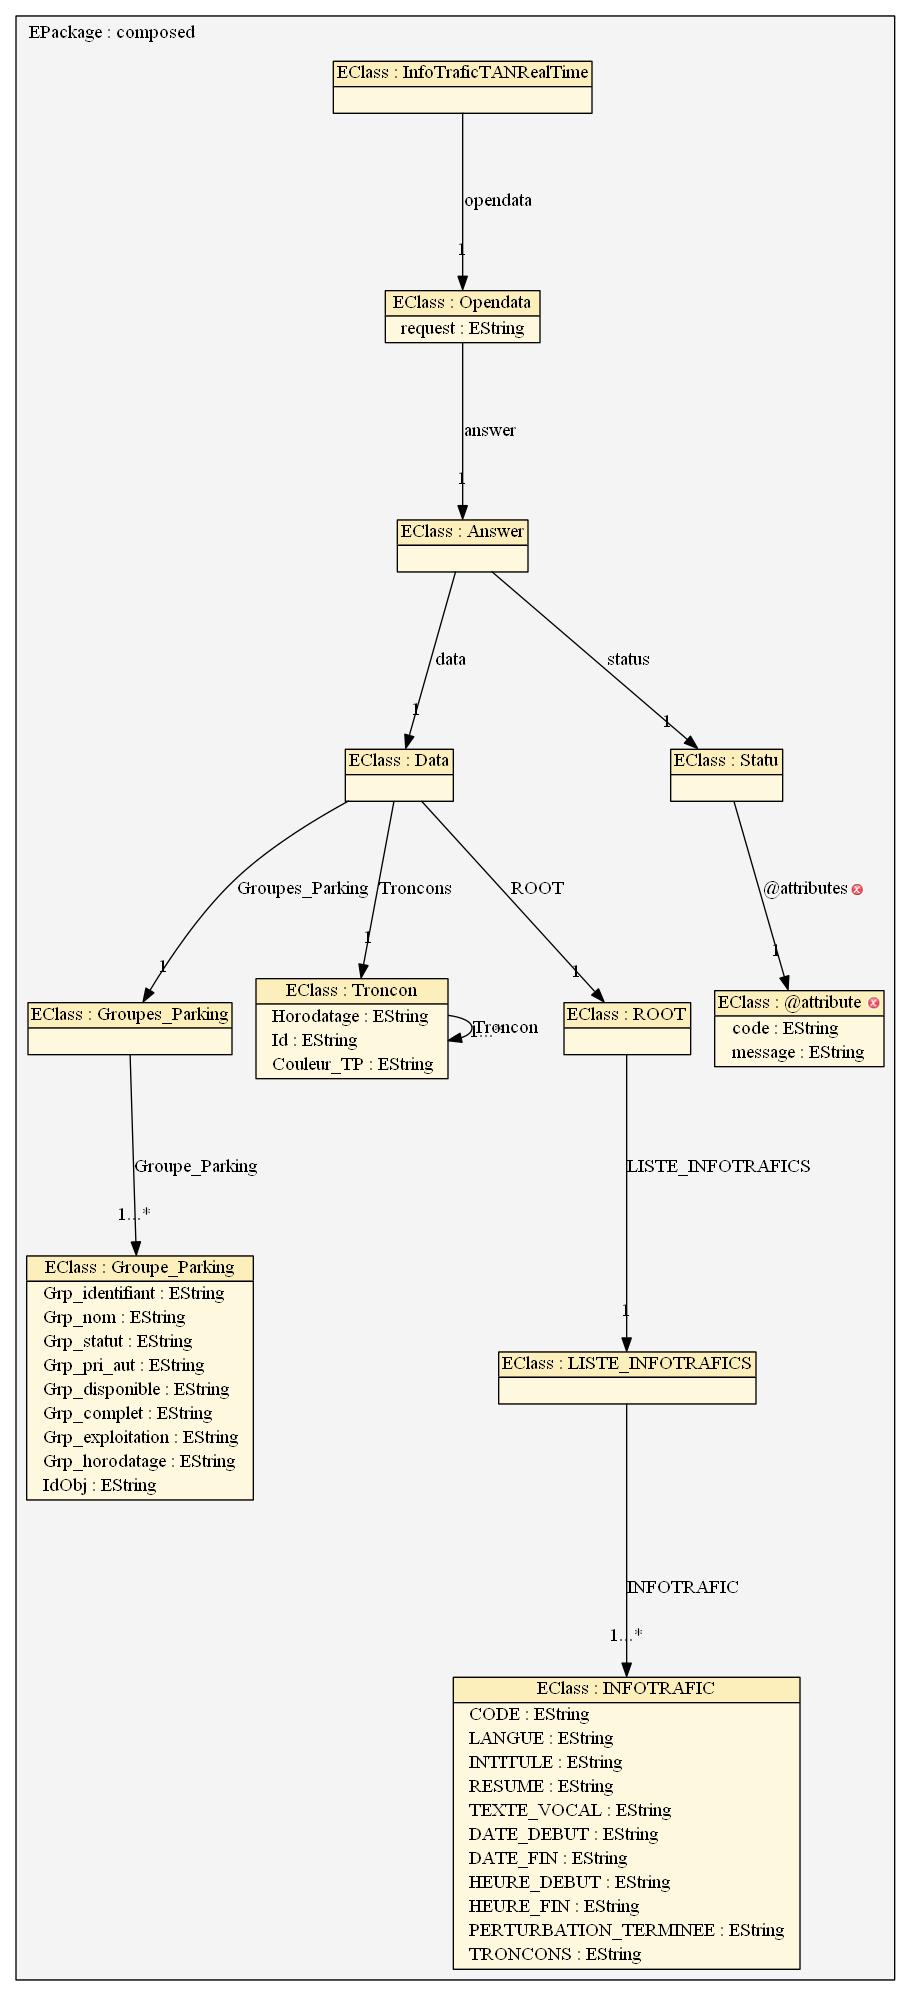 EPackage : composed
EClass : InfoTraficTANRealTime
opendata
1
EClass : Opendata
request : EString
answer
1
EClass : Answer
data
status
1
1
EClass : Data
EClass : Statu
Groupes_Parking
Troncons
ROOT
@attributes
1
1
1
1
EClass : Groupes_Parking
EClass : Troncon
Horodatage : EString
Id : EString
Couleur_TP : EString
Troncon
EClass : ROOT
EClass : @attribute
code : EString
message : EString
Groupe_Parking
LISTE_INFOTRAFICS
1...*
1
EClass : Groupe_Parking
Grp_identifiant : EString
Grp_nom : EString
Grp_statut : EString
Grp_pri_aut : EString
Grp_disponible : EString
Grp_complet : EString
Grp_exploitation : EString
Grp_horodatage : EString
IdObj : EString
EClass : LISTE_INFOTRAFICS
INFOTRAFIC
1...*
EClass : INFOTRAFIC
CODE : EString
LANGUE : EString
INTITULE : EString
RESUME : EString
TEXTE_VOCAL : EString
DATE_DEBUT : EString
DATE_FIN : EString
HEURE_DEBUT : EString
HEURE_FIN : EString
PERTURBATION_TERMINEE : EString
TRONCONS : EString